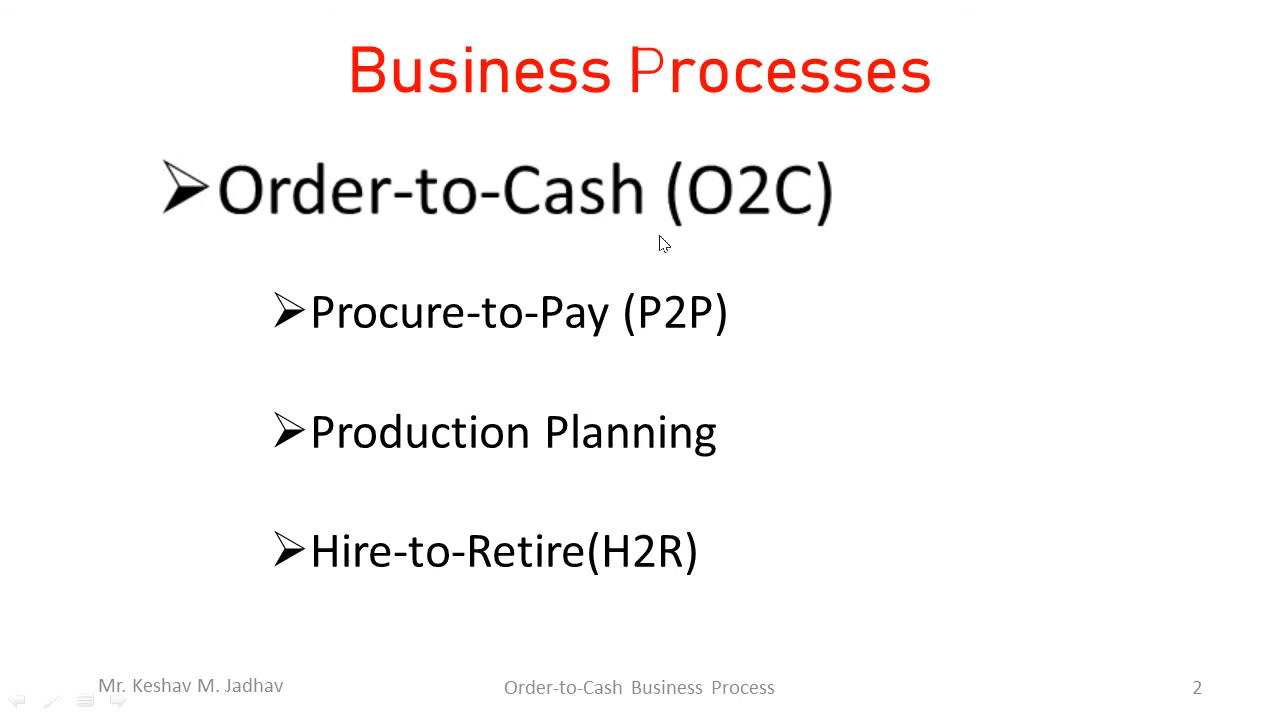 Business Processes
Order-to-Cash (O2C)
Procure-to-Pay (P2P)
Production Planning
Hire-to-Retire(H2R)
Mr. Keshav M. Jadhav
Order-to-Cash Business Process
2